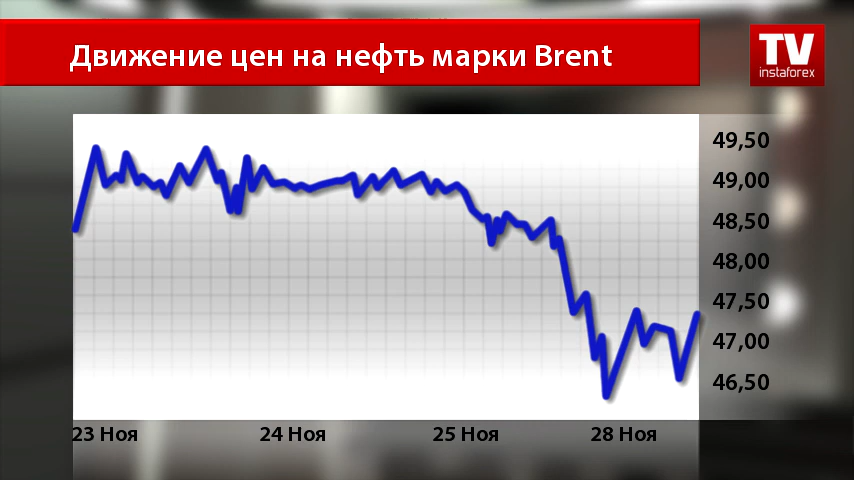 Движение цен на нефть марки Brent
TV
instaforex
49,50
49,00
48,50
48,00
47,50
47,00
46,50
23 Ноя
24 Ноя
25 Ноя
28 Ноя